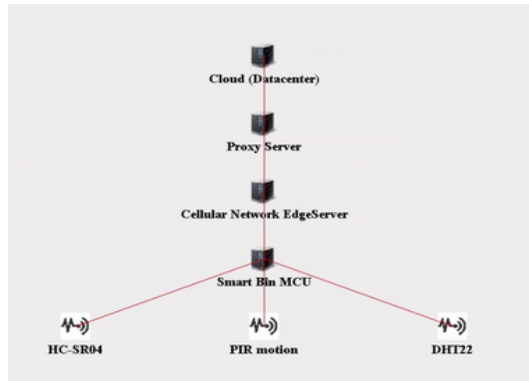 Cloud (Datacenter)
Proxy Server
Cellular Network EdgeServer
Smart Bin MCU
HC-SR04
PIR motion
DHT22